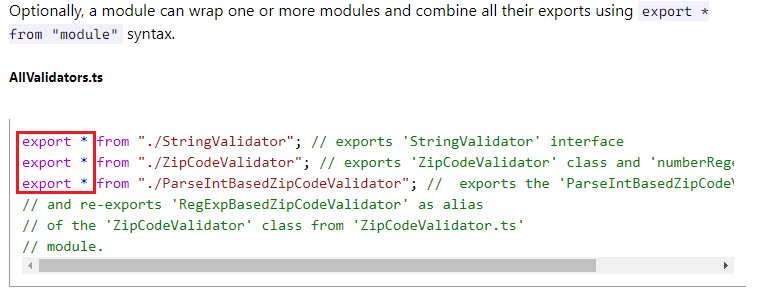 Optionally, a module can wrap one or more modules and combine all their exports using export *
from "module" syntax.
AllValidators.ts
export * from "./StringValidator"; // exports 'StringValidator' interface
export * from "./ZipCodeValidator"; // exports 'ZipCodeValidator' class and 'numberRege
export * from "./ParseIntBasedZipCodeValidator"; //  exports the 'ParseIntBasedZipCodeV
// and re-exports 'RegExpBasedZipCodeValidator' as alias
// of the 'ZipCodeValidator' class from 'ZipCodeValidator.ts'
// module.